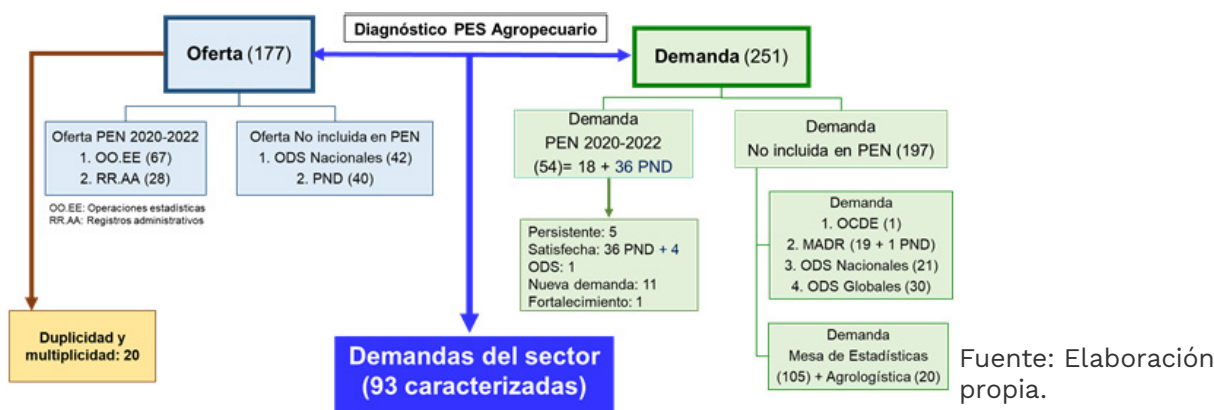 Diagnóstico PES Agropecuario
Oferta (177)
Demanda (251)
Oferta PEN 2020-2022
1. OO.EE (67)
2. RR.AA (28)
Oferta No incluida en PEN
1. ODS Nacionales (42)
2. PND (40)
OO.EE: Operaciones estadísticas
RR.AA: Registros administrativos
Demanda
PEN 2020-2022
(54)= 18 + 36 PND
Demanda
No incluida en PEN (197)
Persistente: 5
Satisfecha: 36 PND + 4
ODS: 1
Nueva demanda: 11
Fortalecimiento: 1
Demanda
1. OCDE (1)
2. MADR (19 + 1 PND)
3. ODS Nacionales (21)
4. ODS Globales (30)
Duplicidad y
multiplicidad: 20
Demandas del sector
(93 caracterizadas)
Demanda
Mesa de Estadísticas
(105) + Agrologística (20)
Fuente: Elaboración
propia.